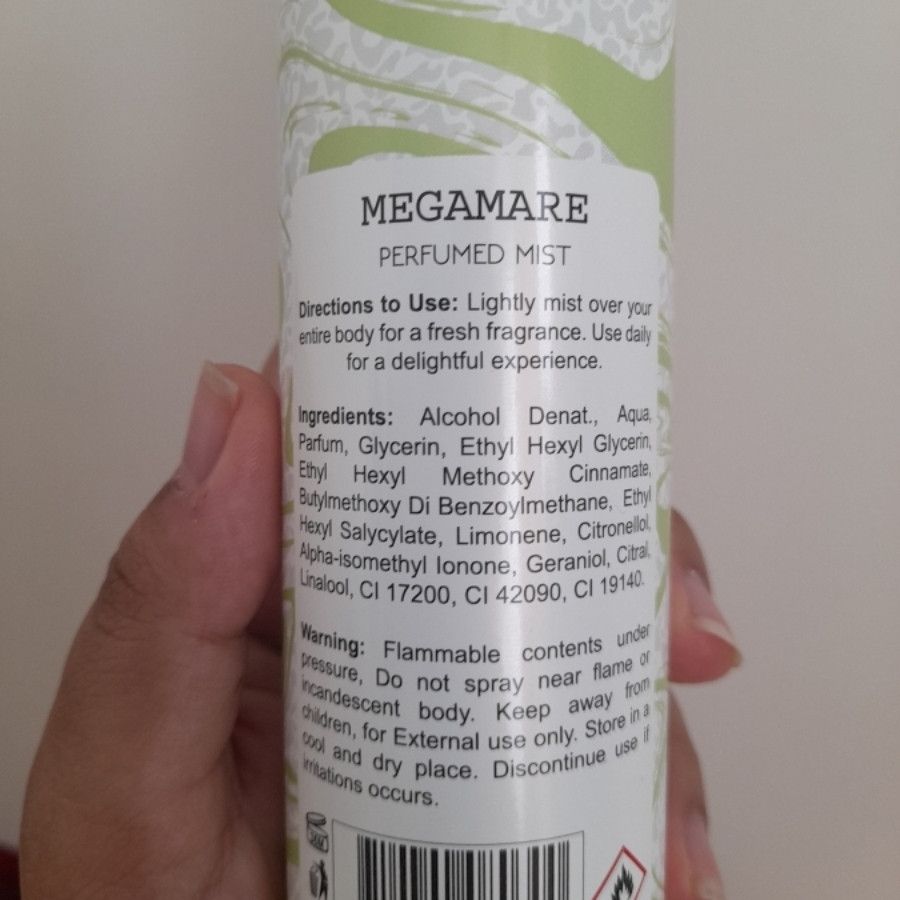 MEGAMARE
PERFUMED MIST
Directions to Use: Lightly mist over your
entire body for a fresh fragrance. Use daily
for a delightful experience.
Ingredients: Alcohol Denat., Aqua,
Parfum, Glycerin, Ethyl Hexyl Glycerin,
Ethyl Hexyl Methoxy Cinnamate,
Butylmethoxy Di Benzoylmethane, Ethyl
Hexyl Salycylate, Limonene, Citronellol,
Alpha-isomethyl Ionone, Geraniol, Citral,
Linalool, CI 17200, CI 42090, CI 19140.
Warning: Flammable contents under
pressure, Do not spray near flame or
incandescent body. Keep away from
children, for External use only. Store in a
cool and dry place. Discontinue use if
irritations occurs.